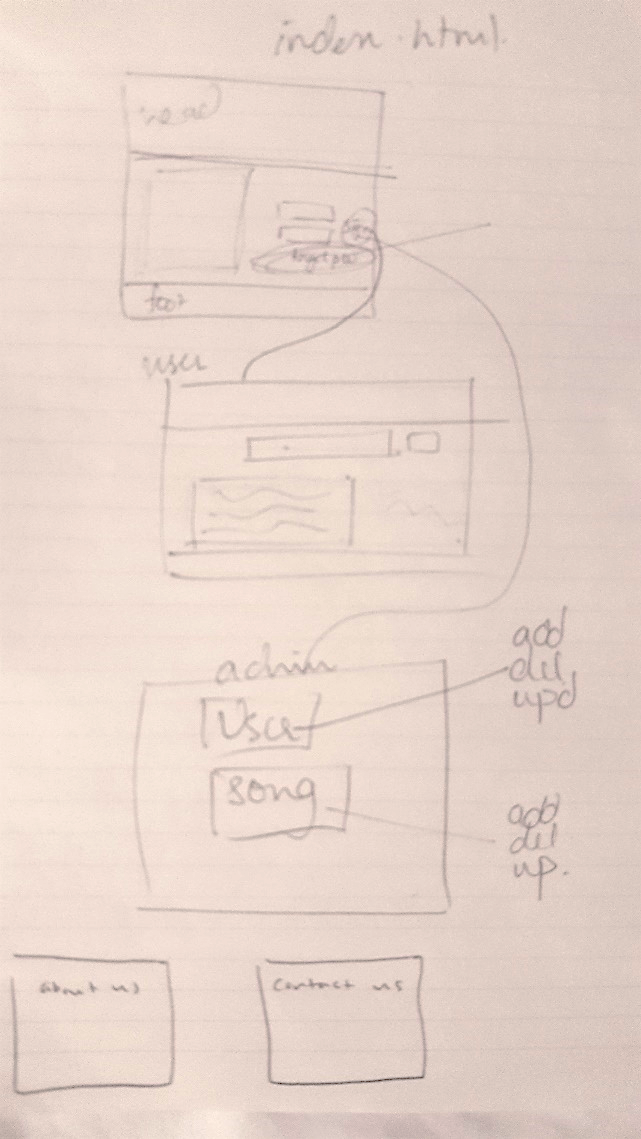 index.html
head
foot
user
admin
User
add
del
upd
song
add
del
up.
About us
Contact us